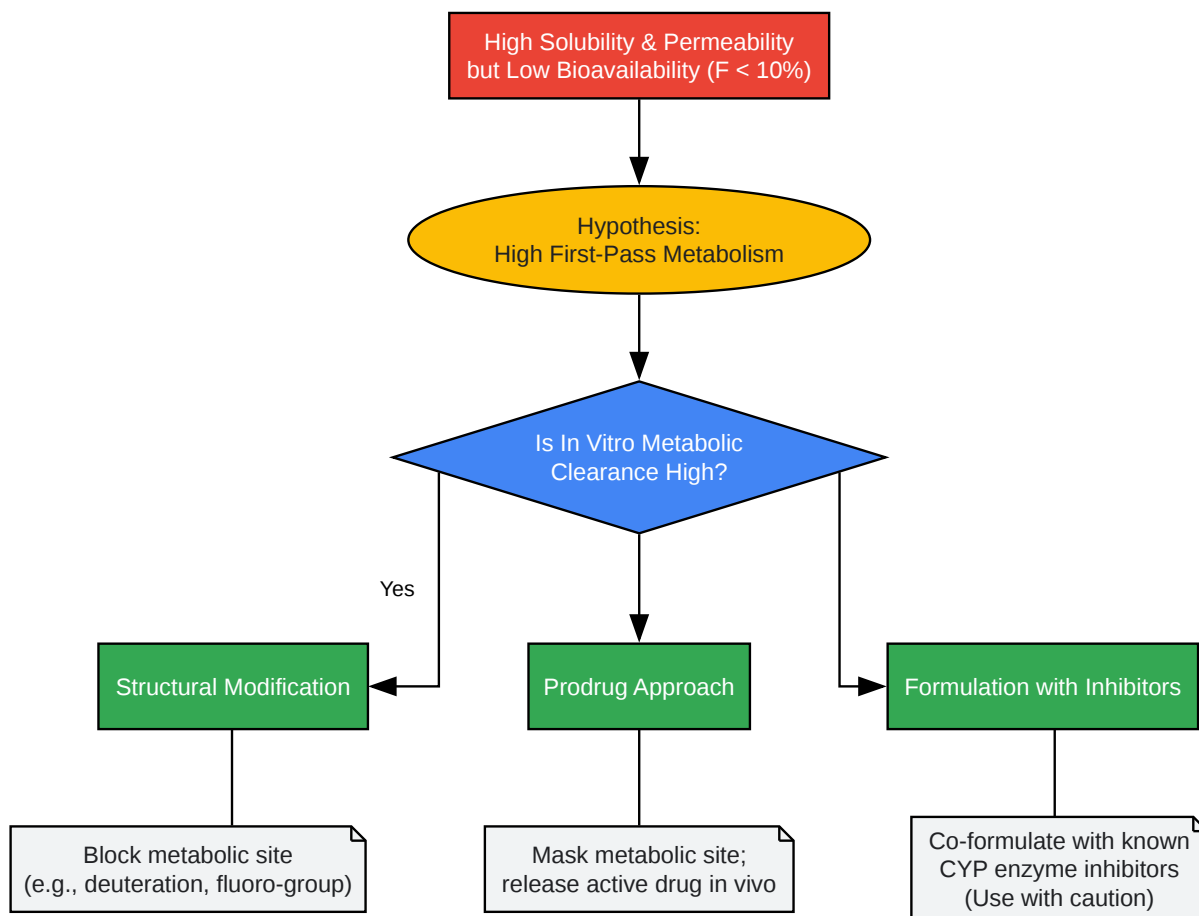 High Solubility & Permeability
but Low Bioavailability (F < 10%)
Hypothesis:
High First-Pass Metabolism
Is In Vitro Metabolic
Clearance High?
Yes
Structural Modification
Prodrug Approach
Formulation with Inhibitors
Block metabolic site
(e.g., deuteration, fluoro-group)
Mask metabolic site;
release active drug in vivo
Co-formulate with known
CYP enzyme inhibitors
(Use with caution)